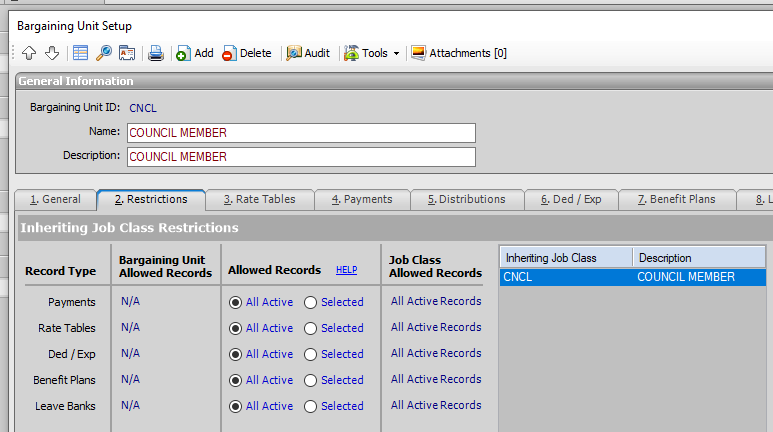 Bargaining Unit Setup
Add Delete Audit Tools Attachments [0]
General Information
Bargaining Unit ID: CNCL
Name: COUNCIL MEMBER
Description: COUNCIL MEMBER
1. General 2. Restrictions 3. Rate Tables 4. Payments 5. Distributions 6. Ded / Exp 7. Benefit Plans 8. L
Inheriting Job Class Restrictions
Record Type Bargaining Unit Allowed Records Allowed Records HELP Job Class Allowed Records Inheriting Job Class Description
CNCL COUNCIL MEMBER
Payments N/A All Active Selected All Active Records
Rate Tables N/A All Active Selected All Active Records
Ded / Exp N/A All Active Selected All Active Records
Benefit Plans N/A All Active Selected All Active Records
Leave Banks N/A All Active Selected All Active Records